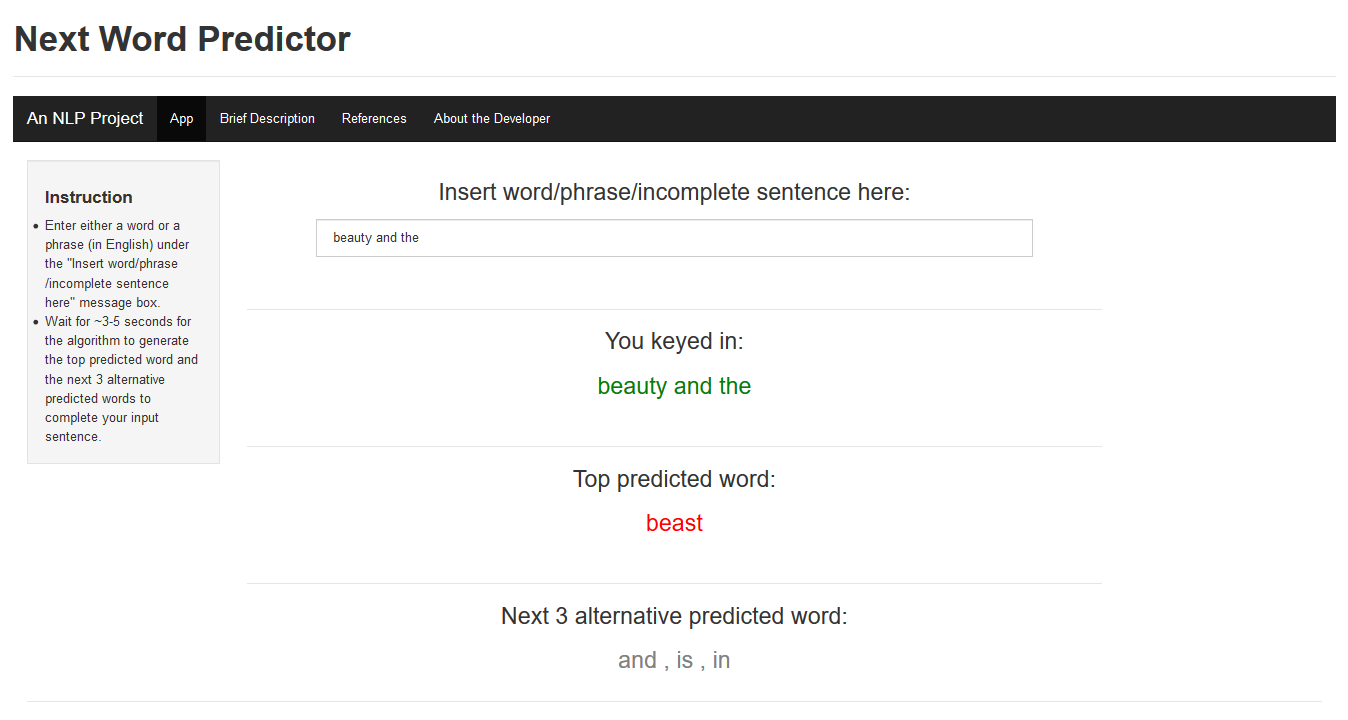 Next Word Predictor
An NLP Project App Brief Description References About the Developer
Instruction
Enter either a word or a
phrase (in English) under
the "Insert word/phrase
/incomplete sentence
here" message box.
Wait for ~3-5 seconds for
the algorithm to generate
the top predicted word and
the next 3 alternative
predicted words to
complete your input
sentence.
Insert word/phrase/incomplete sentence here:
beauty and the
You keyed in:
beauty and the
Top predicted word:
beast
Next 3 alternative predicted word:
and , is , in